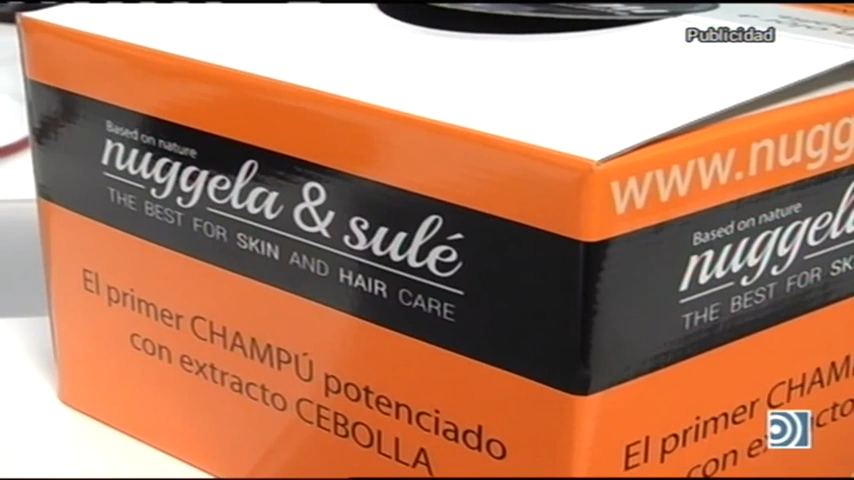 Publicidad
Based on nature
nuggela & sulé
THE BEST FOR SKIN AND HAIR CARE
El primer CHAMPÚ potenciado
con extracto CEBOLLA
www.nugg
Based on nature
nuggela
THE BEST FOR SK
El primer CHAM
con e